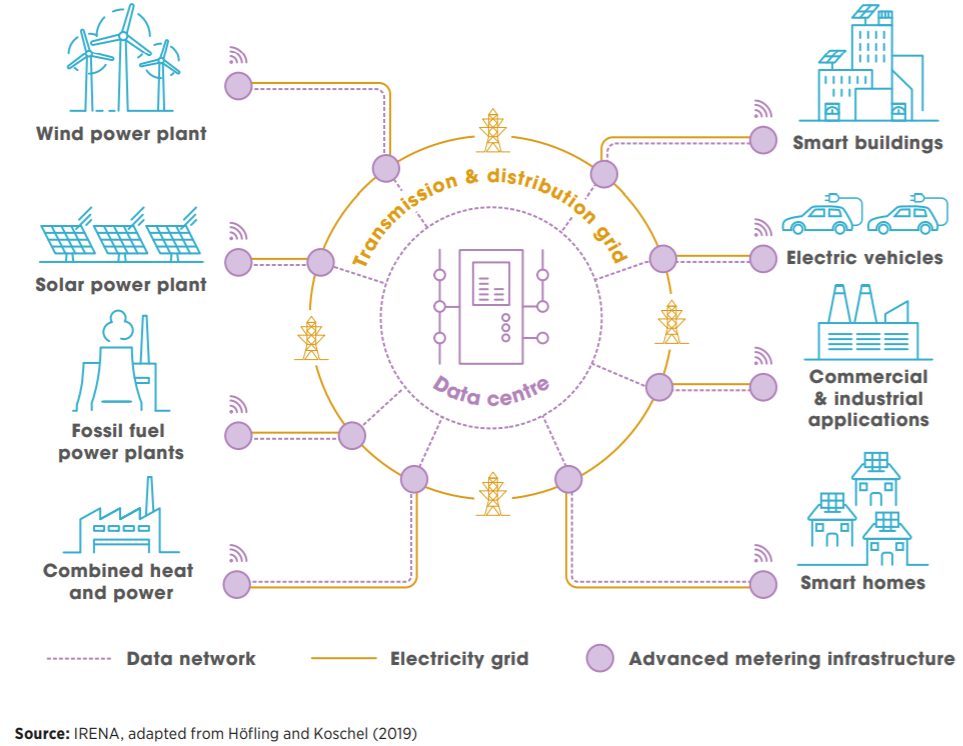 Wind power plant
Solar power plant
Fossil fuel
power plants
Combined heat
and power
Transmission & distribution grid
Data centre
Smart buildings
Electric vehicles
Commercial
& industrial
applications
Smart homes
Data network
Electricity grid
Advanced metering infrastructure
Source: IRENA, adapted from Höfling and Koschel (2019)